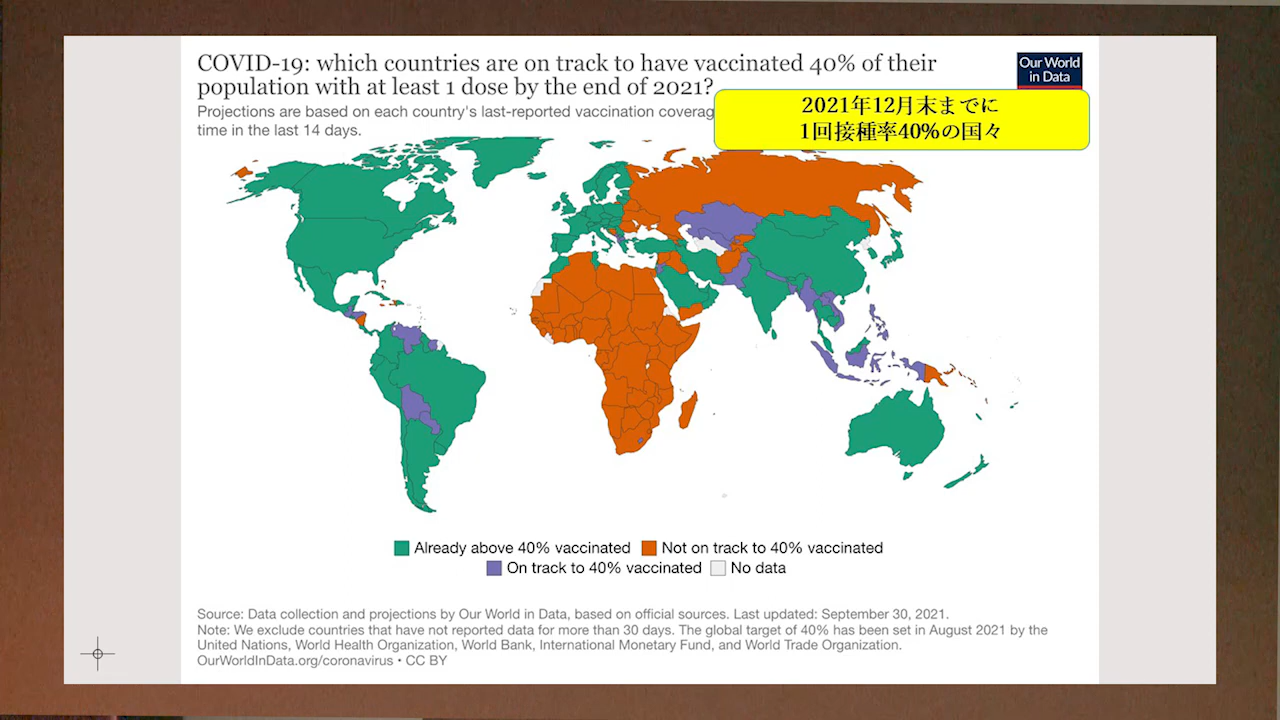 COVID-19: which countries are on track to have vaccinated 40% of their
population with at least 1 dose by the end of 2021?
Our World
in Data
Projections are based on each country's last-reported vaccination
time in the last 14 days.
2021年12月末までに
1回接種率40%の国々
Already above 40% vaccinated
Not on track to 40% vaccinated
On track to 40% vaccinated
No data
Source: Data collection and projections by Our World in Data, based on official sources. Last updated: September 30, 2021.
Note: We exclude countries that have not reported data for more than 30 days. The global target of 40% has been set in August 2021 by the
United Nations, World Health Organization, World Bank, International Monetary Fund, and World Trade Organization.
OurWorldInData.org/coronavirus • CC BY